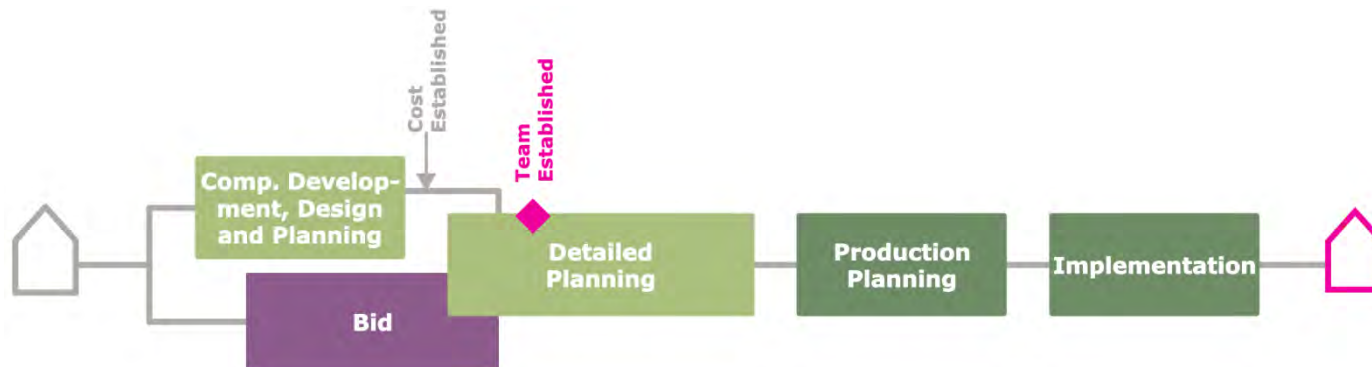 Cost
Established
Team
Established
Comp. Develop-
ment, Design
and Planning
Detailed
Planning
Production
Planning
Implementation
Bid